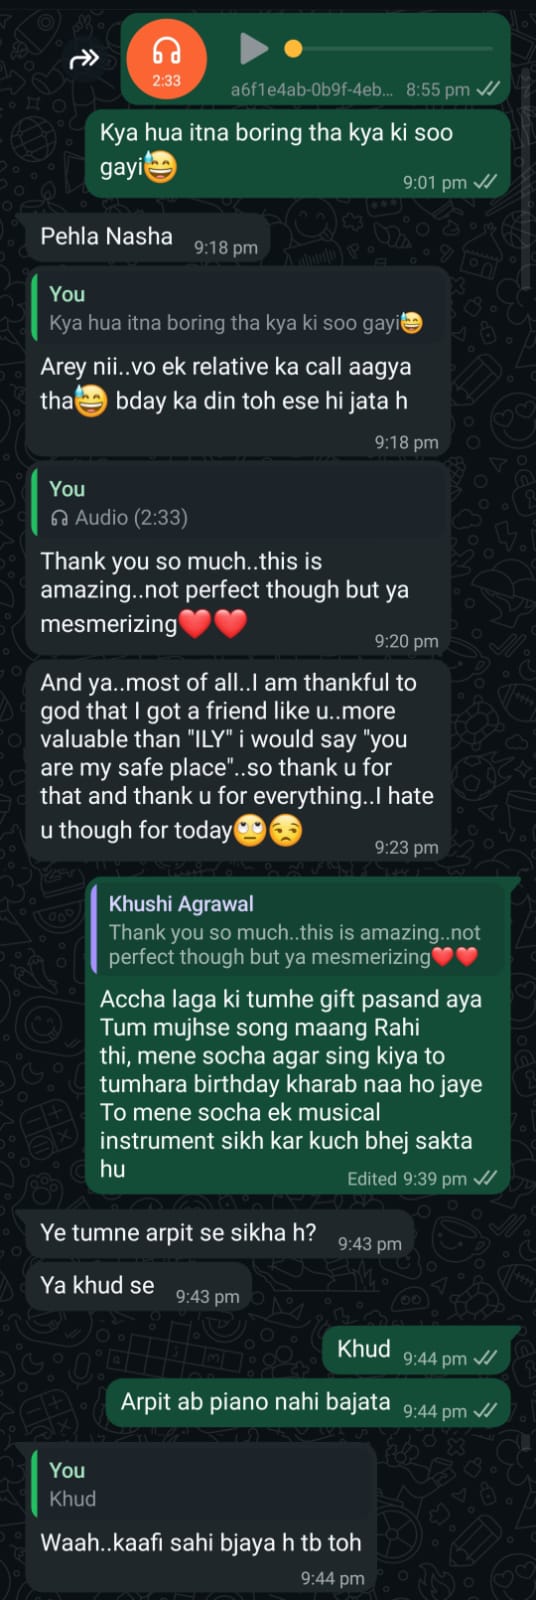 2:33
a6f1e4ab-0b9f-4eb... 8:55 pm
Kya hua itna boring tha kya ki soo
gayi😅
9:01 pm
Pehla Nasha 9:18 pm
You
Kya hua itna boring tha kya ki soo gayi😅
Arey nii..vo ek relative ka call aagya
tha😅 bday ka din toh ese hi jata h
9:18 pm
You
Audio (2:33)
Thank you so much..this is
amazing..not perfect though but ya
mesmerizing❤️❤️
9:20 pm
And ya..most of all..I am thankful to
god that I got a friend like u..more
valuable than "ILY" i would say "you
are my safe place"..so thank u for
that and thank u for everything..I hate
u though for today🙄😒
9:23 pm
Khushi Agrawal
Thank you so much..this is amazing..not
perfect though but ya mesmerizing❤️❤️
Accha laga ki tumhe gift pasand aya
Tum mujhse song maang Rahi
thi, mene socha agar sing kiya to
tumhara birthday kharab naa ho jaye
To mene socha ek musical
instrument sikh kar kuch bhej sakta
hu
Edited 9:39 pm
Ye tumne arpit se sikha h? 9:43 pm
Ya khud se 9:43 pm
Khud 9:44 pm
Arpit ab piano nahi bajata 9:44 pm
You
Khud
Waah..kaafi sahi bjaya h tb toh
9:44 pm